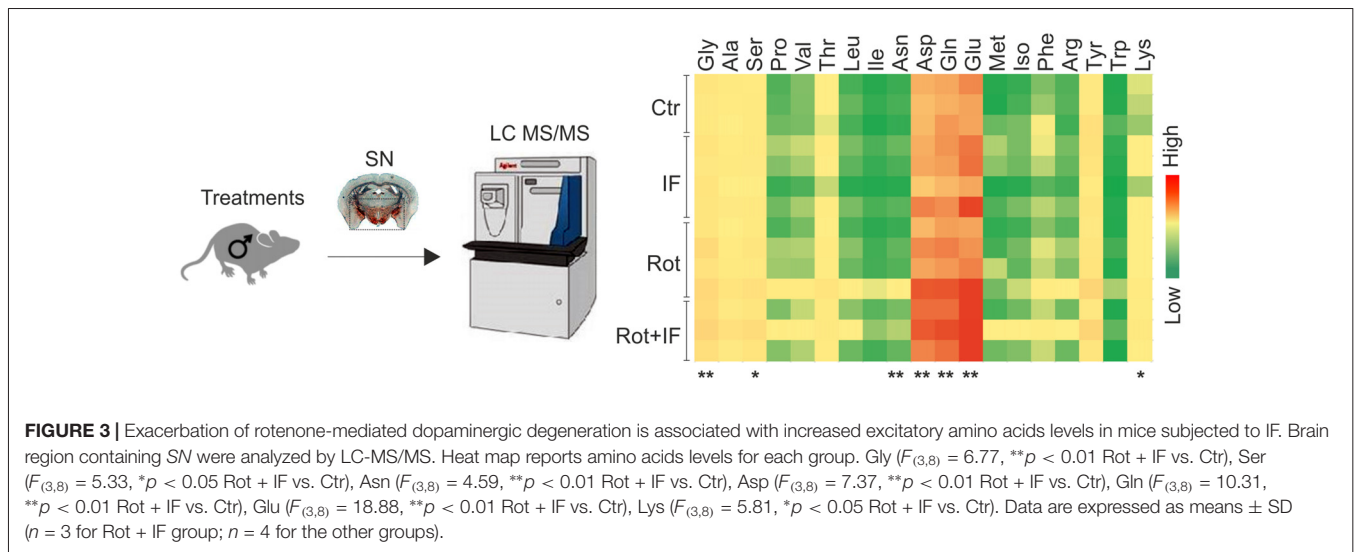 Gly Ala Ser Pro Val Thr Leu Ile Asn Asp Gln Glu Met Iso Phe Arg Tyr Trp Lys
Treatments
SN
LC MS/MS
Agilent
Ctr
IF
Rot
Rot+IF
** * ** ** ** ** *
High
Low
FIGURE 3 | Exacerbation of rotenone-mediated dopaminergic degeneration is associated with increased excitatory amino acids levels in mice subjected to IF. Brain
region containing SN were analyzed by LC-MS/MS. Heat map reports amino acids levels for each group. Gly (F(3,8) = 6.77, **p < 0.01 Rot + IF vs. Ctr), Ser
(F(3,8) = 5.33, *p < 0.05 Rot + IF vs. Ctr), Asn (F(3,8) = 4.59, **p < 0.01 Rot + IF vs. Ctr), Asp (F(3,8) = 7.37, **p < 0.01 Rot + IF vs. Ctr), Gln (F(3,8) = 10.31,
**p < 0.01 Rot + IF vs. Ctr), Glu (F(3,8) = 18.88, **p < 0.01 Rot + IF vs. Ctr), Lys (F(3,8) = 5.81, *p < 0.05 Rot + IF vs. Ctr). Data are expressed as means ± SD
(n = 3 for Rot + IF group; n = 4 for the other groups).